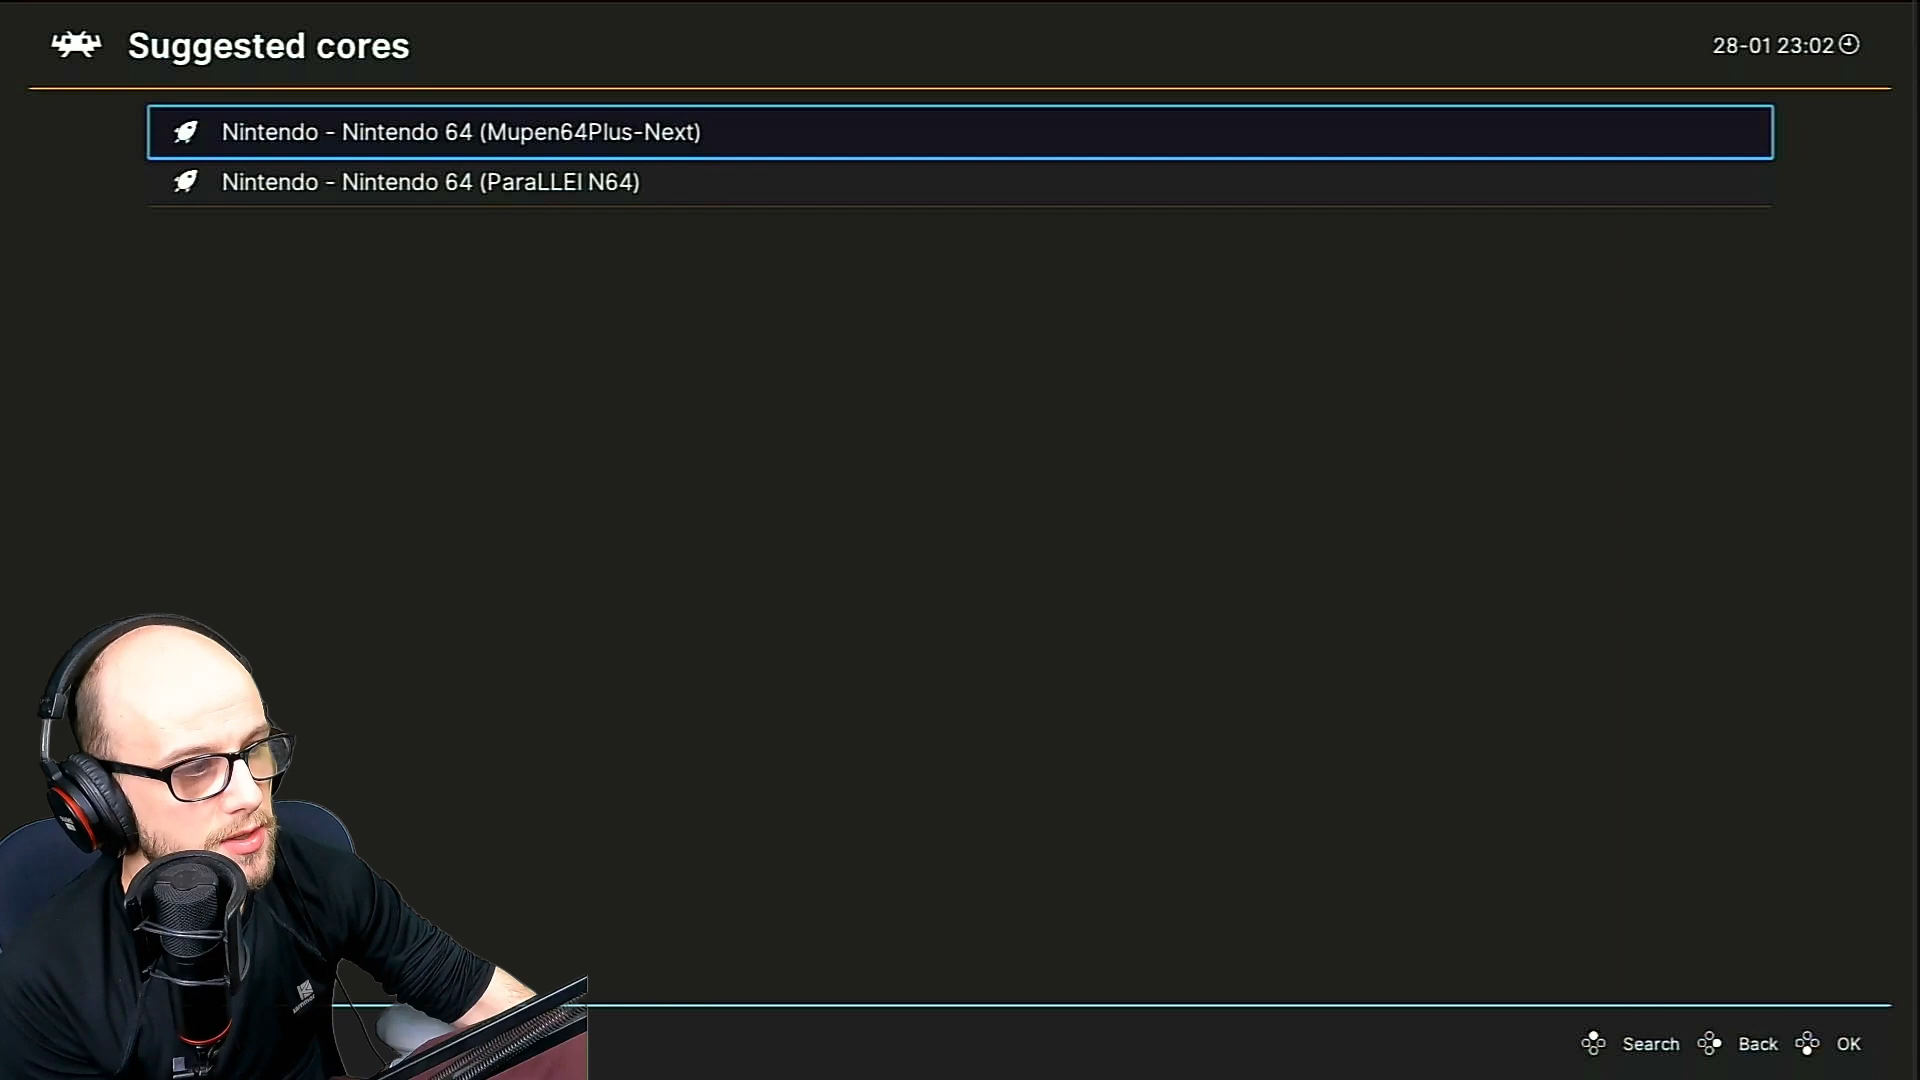 Suggested cores
28-01 23:02
Nintendo - Nintendo 64 (Mupen64Plus-Next)
Nintendo - Nintendo 64 (ParaLLEl N64)
Search Back OK